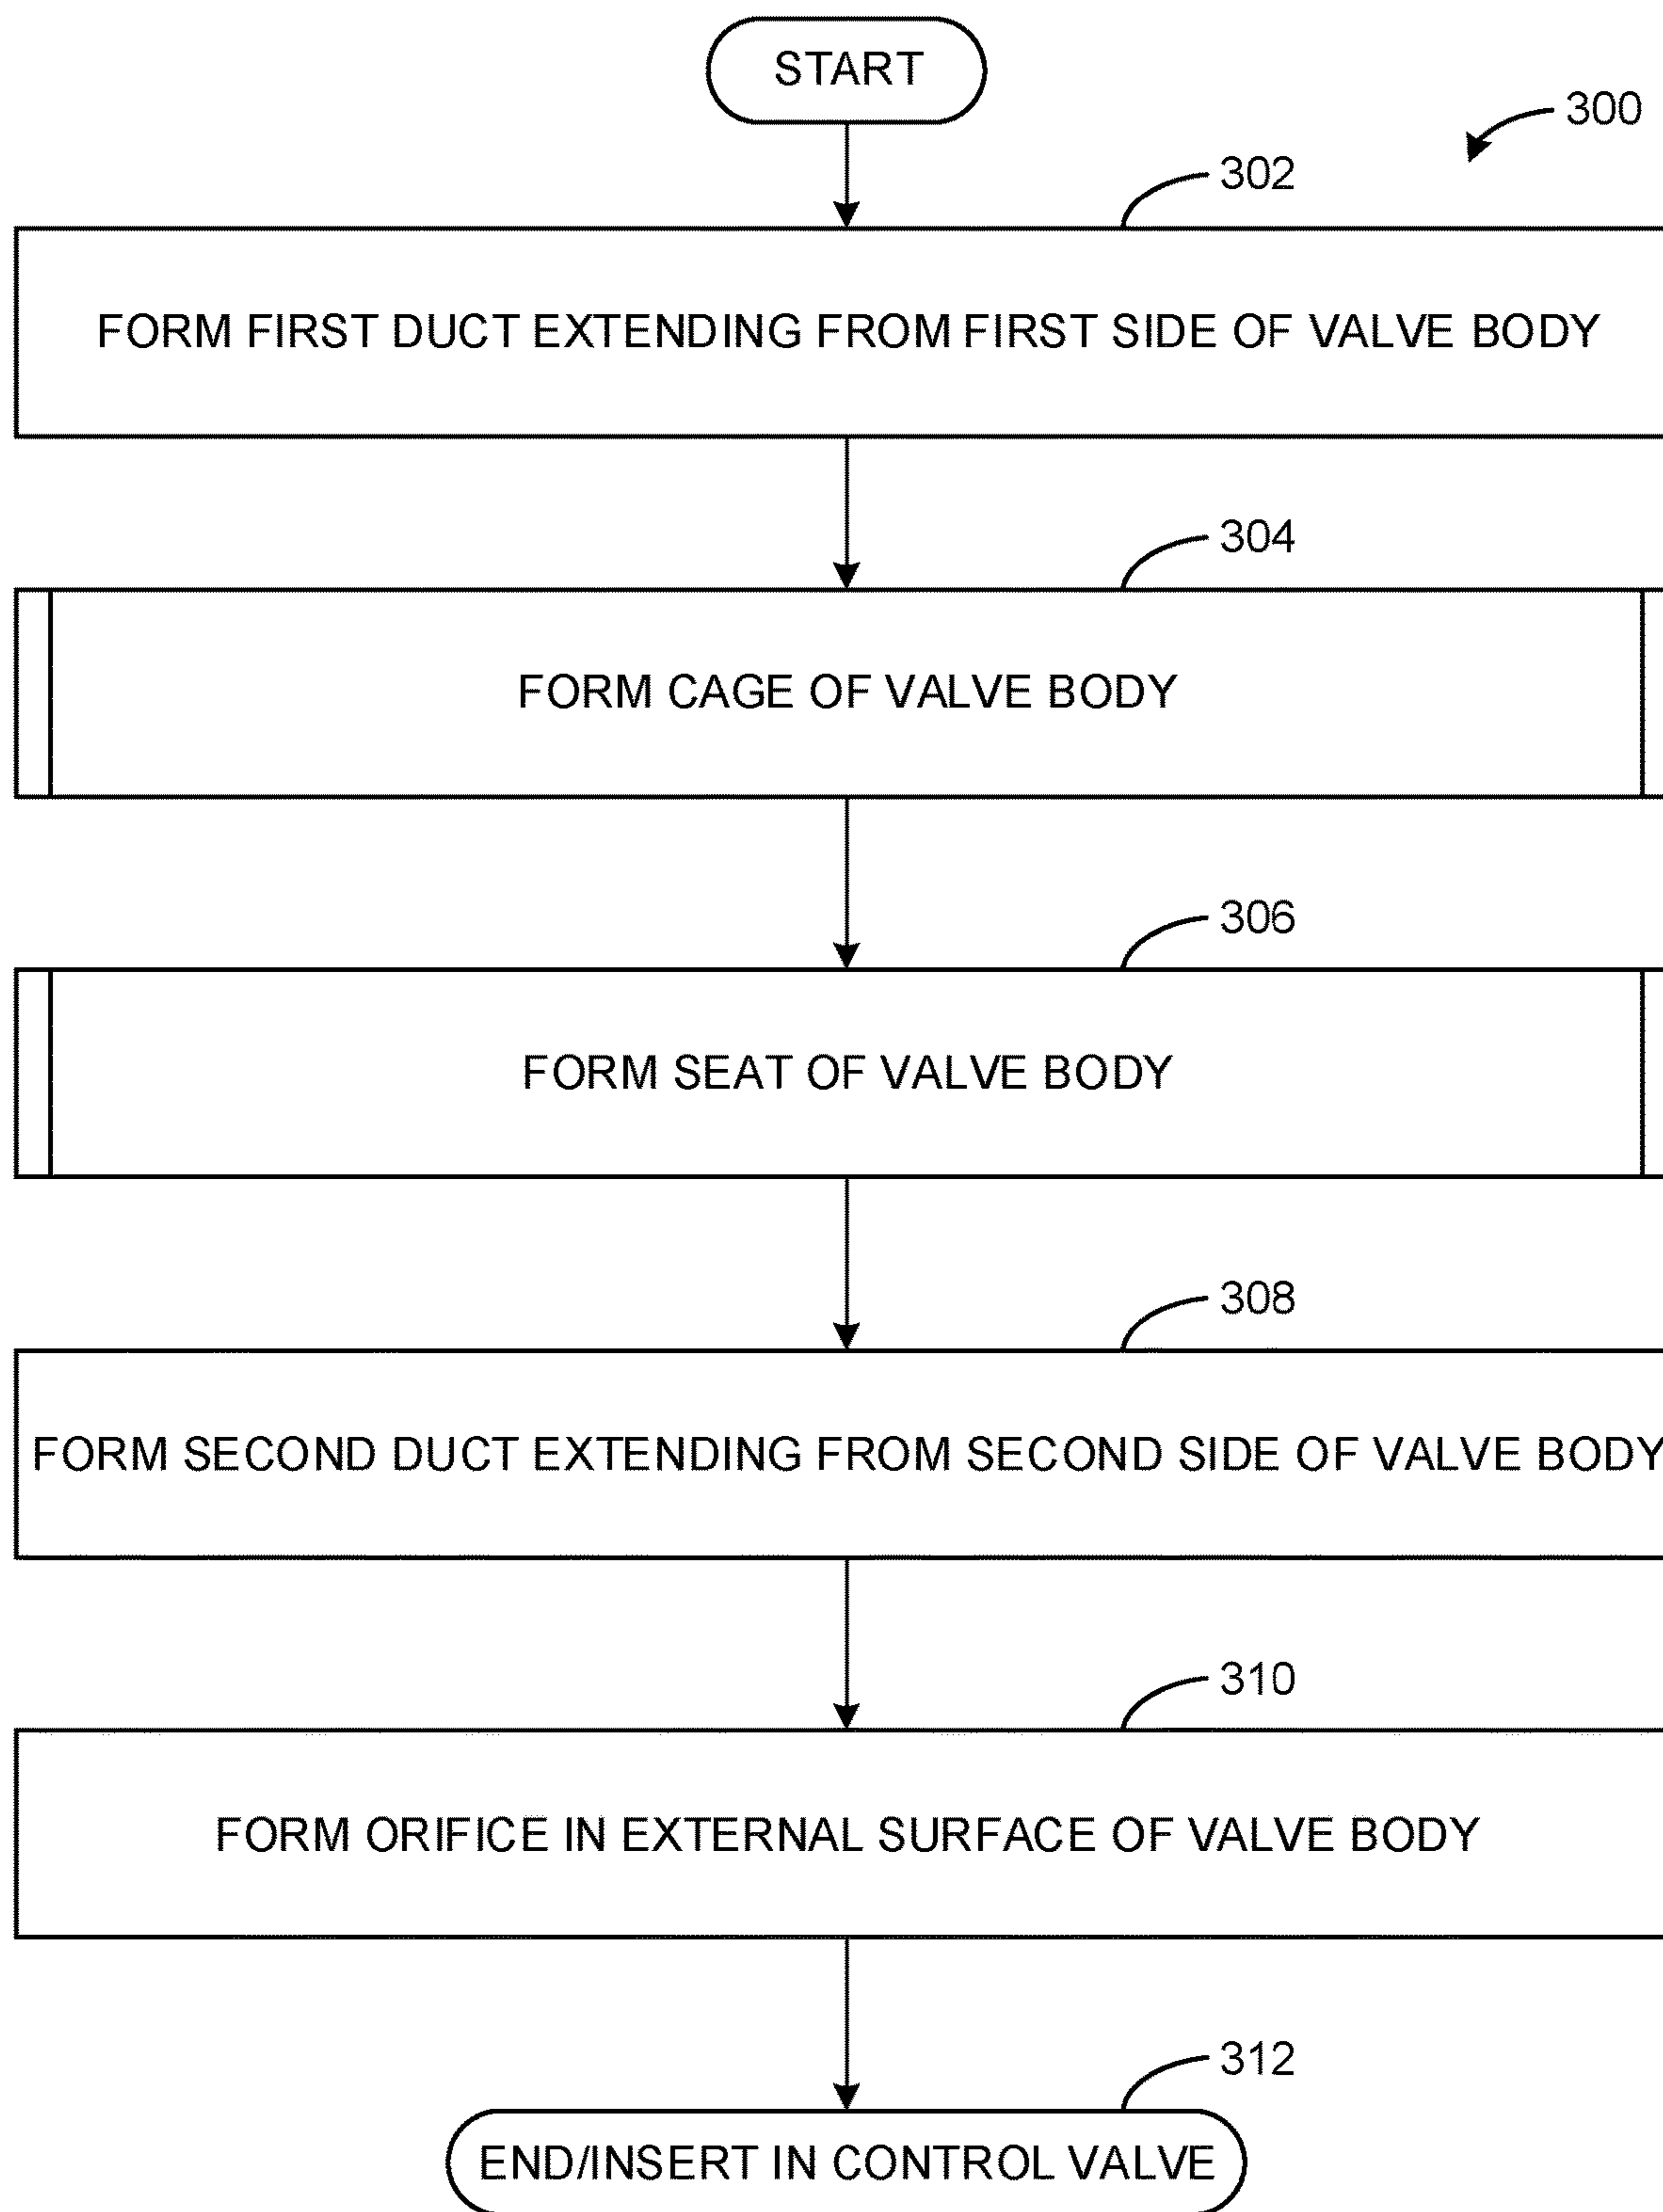 START
300
302
FORM FIRST DUCT EXTENDING FROM FIRST SIDE OF VALVE BODY
304
FORM CAGE OF VALVE BODY
306
FORM SEAT OF VALVE BODY
308
FORM SECOND DUCT EXTENDING FROM SECOND SIDE OF VALVE BODY
310
FORM ORIFICE IN EXTERNAL SURFACE OF VALVE BODY
312
END/INSERT IN CONTROL VALVE